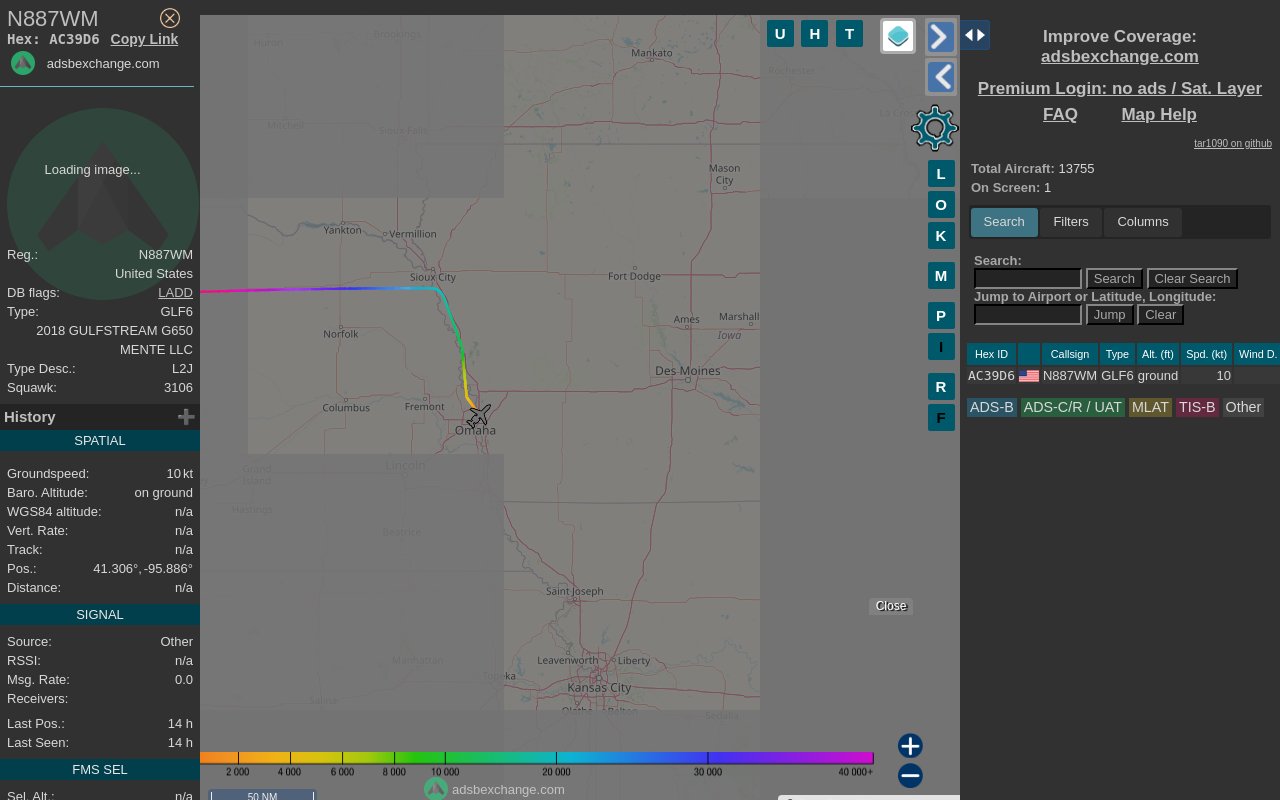 N887WM
Hex: AC39D6 Copy Link
adsbexchange.com
Loading image...
Reg.: N887WM
United States
DB flags: LADD
Type: GLF6
2018 GULFSTREAM G650
MENTE LLC
Type Desc.: L2J
Squawk: 3106
History
SPATIAL
Groundspeed: 10 kt
Baro. Altitude: on ground
WGS84 altitude: n/a
Vert. Rate: n/a
Track: n/a
Pos.: 41.306°, -95.886°
Distance: n/a
SIGNAL
Source: Other
RSSI: n/a
Msg. Rate: 0.0
Receivers:
Last Pos.: 14 h
Last Seen: 14 h
FMS SEL
Sel. Alt.: n/a
Brookings
Huron
Mankato
Rochester
Mitchell
Sioux Falls
Mason
City
Yankton
Vermillion
Sioux City
Fort Dodge
Norfolk
Ames
Marshall
Iowa
Des Moines
Columbus
Fremont
Omaha
Lincoln
Grand
Island
Hastings
Beatrice
Saint Joseph
Manhattan
Leavenworth
Liberty
Kansas City
Salina
Sedalia
U H T
L
O
K
M
P
I
R
F
Close
2 000 4 000 6 000 8 000 10 000 20 000 30 000 40 000+
adsbexchange.com
50 NM
Improve Coverage:
adsbexchange.com
Premium Login: no ads / Sat. Layer
FAQ Map Help
tar1090 on github
Total Aircraft: 13755
On Screen: 1
Search Filters Columns
Search:
Search Clear Search
Jump to Airport or Latitude, Longitude:
Jump Clear
Hex ID Callsign Type Alt. (ft) Spd. (kt) Wind D.
AC39D6 N887WM GLF6 ground 10
ADS-B ADS-C/R / UAT MLAT TIS-B Other